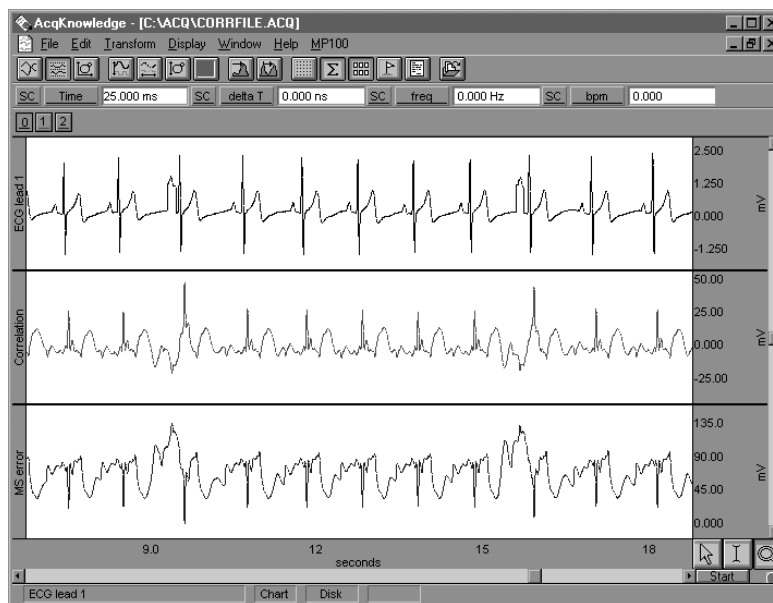 AcqKnowledge - [C:\ACQ\CORRFILE.ACQ]
File Edit Transform Display Window Help MP100
SC Time 25.000 ms SC delta T 0.000 ns SC freq 0.000 Hz SC bpm 0.000
0 1 2
ECG lead 1
2.500
1.250
0.000
-1.250
mV
Correlation
50.00
25.00
0.000
-25.00
mV
MS error
135.0
90.00
45.00
0.000
mV
9.0 12 15 18
seconds
Start
ECG lead 1 Chart Disk